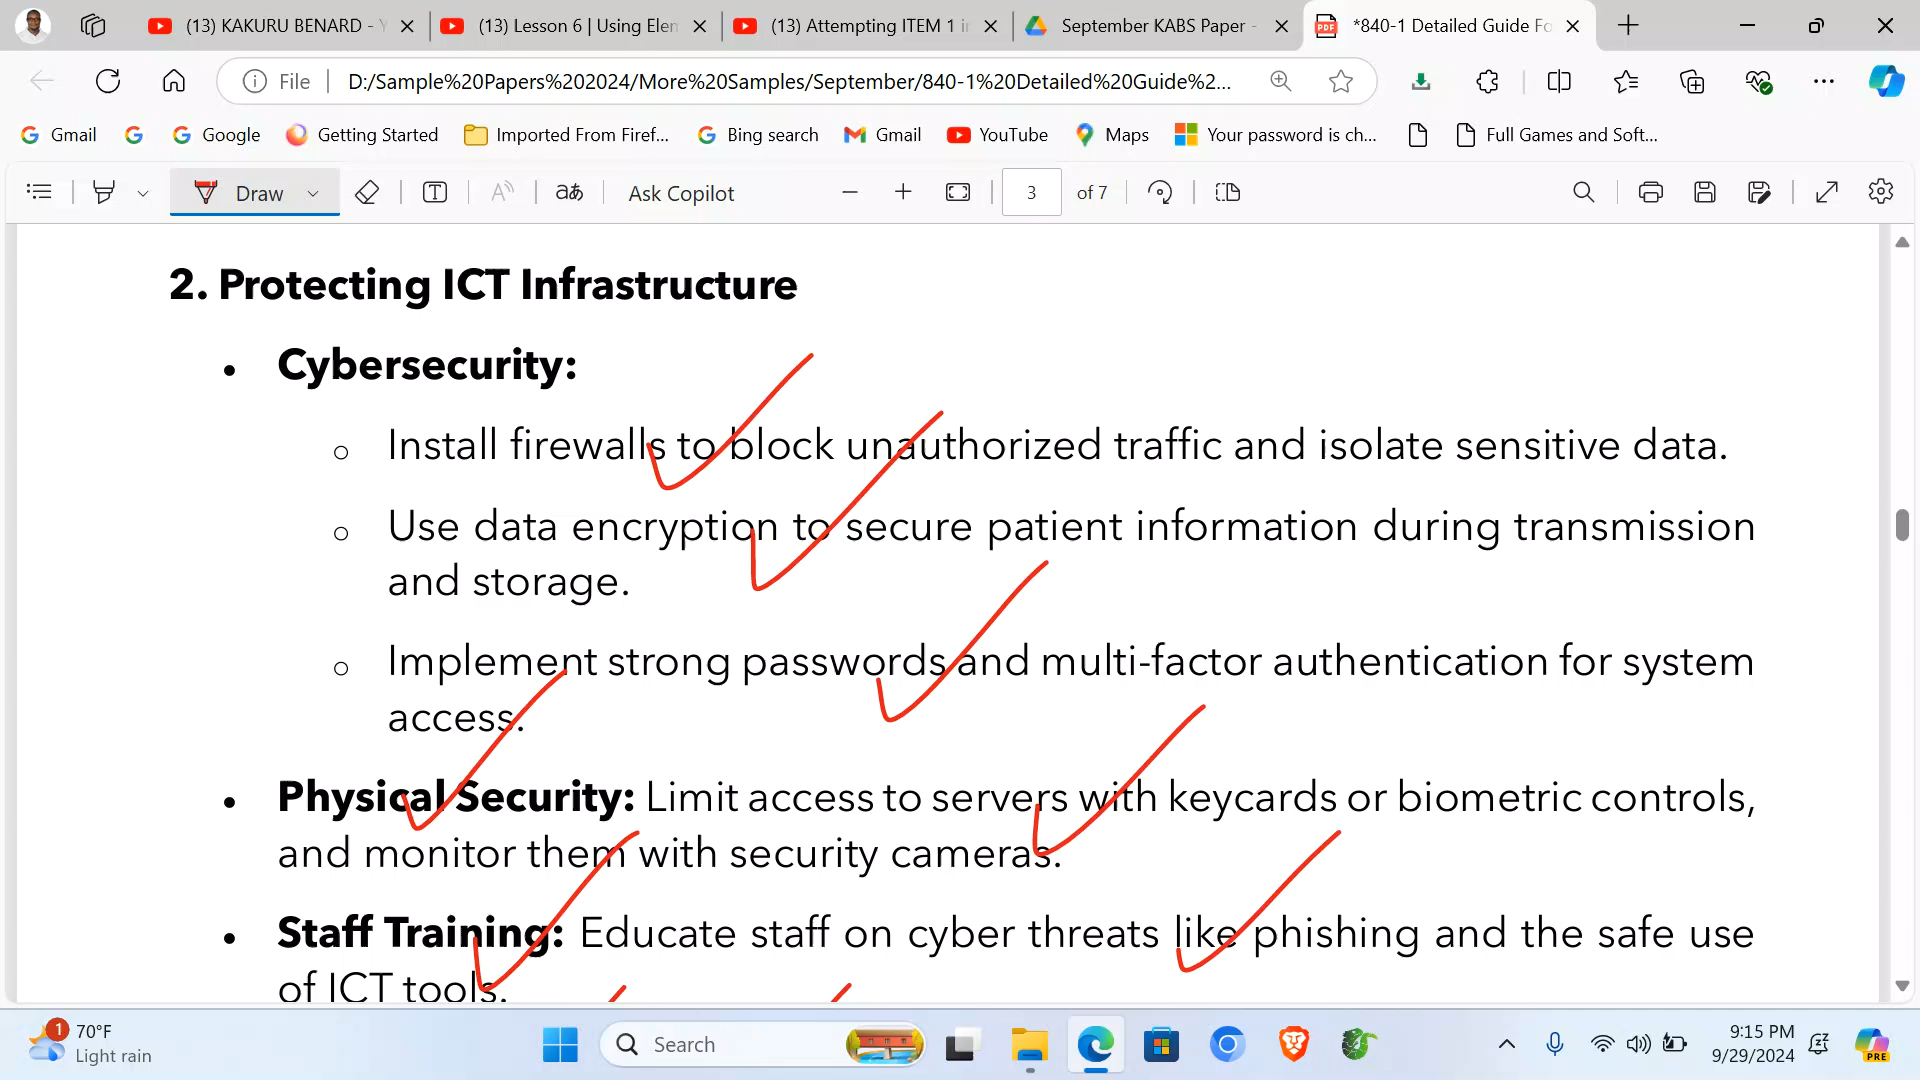 (13) KAKURU BENARD - Y
(13) Lesson 6 | Using Elem
(13) Attempting ITEM 1 i
September KABS Paper -
*840-1 Detailed Guide Fo
File
D:/Sample%20Papers%202024/More%20Samples/September/840-1%20Detailed%20Guide%2...
Gmail
Google
Getting Started
Imported From Firef...
Bing search
Gmail
YouTube
Maps
Your password is ch...
Full Games and Soft...
Draw
Ask Copilot
3
of 7
2. Protecting ICT Infrastructure
• Cybersecurity:
o Install firewalls to block unauthorized traffic and isolate sensitive data.
o Use data encryption to secure patient information during transmission
and storage.
o Implement strong passwords and multi-factor authentication for system
access.
• Physical Security: Limit access to servers with keycards or biometric controls,
and monitor them with security cameras.
• Staff Training: Educate staff on cyber threats like phishing and the safe use
of ICT tools.
1
70°F
Light rain
Search
9:15 PM
9/29/2024
PRE